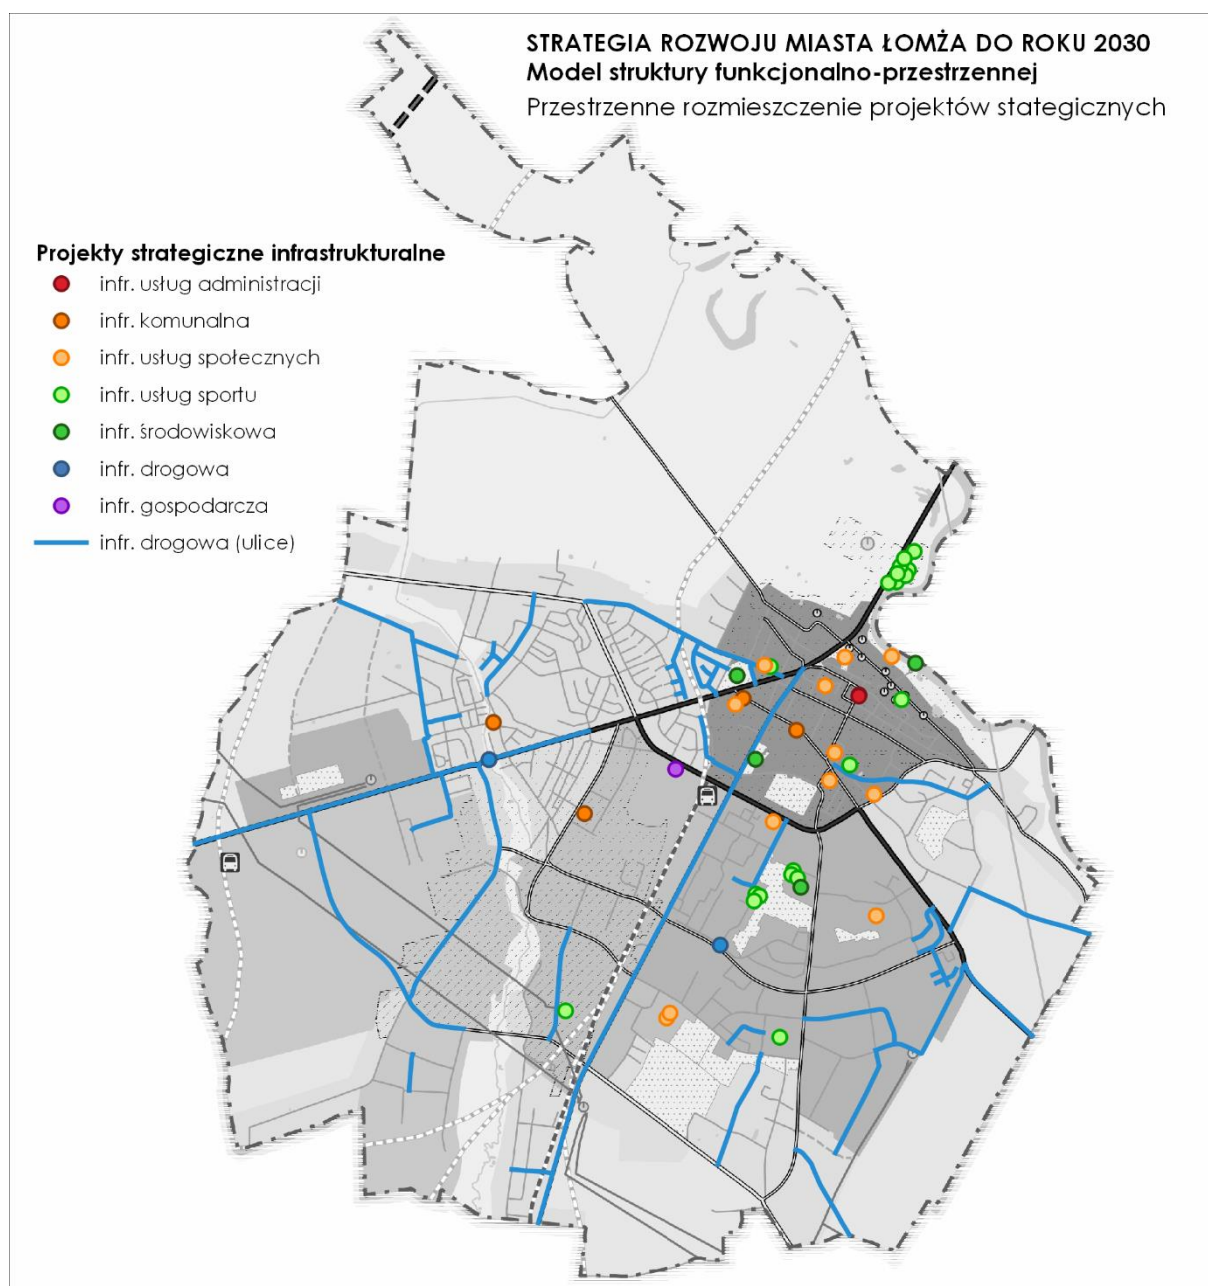 STRATEGIA ROZWOJU MIASTA ŁOMŻA DO ROKU 2030
Model struktury funkcjonalno-przestrzennej
Przestrzenne rozmieszczenie projektów stategicznych
Projekty strategiczne infrastrukturalne
infr. usług administracji
infr. komunalna
infr. usług społecznych
infr. usług sportu
infr. środowiskowa
infr. drogowa
infr. gospodarcza
infr. drogowa (ulice)